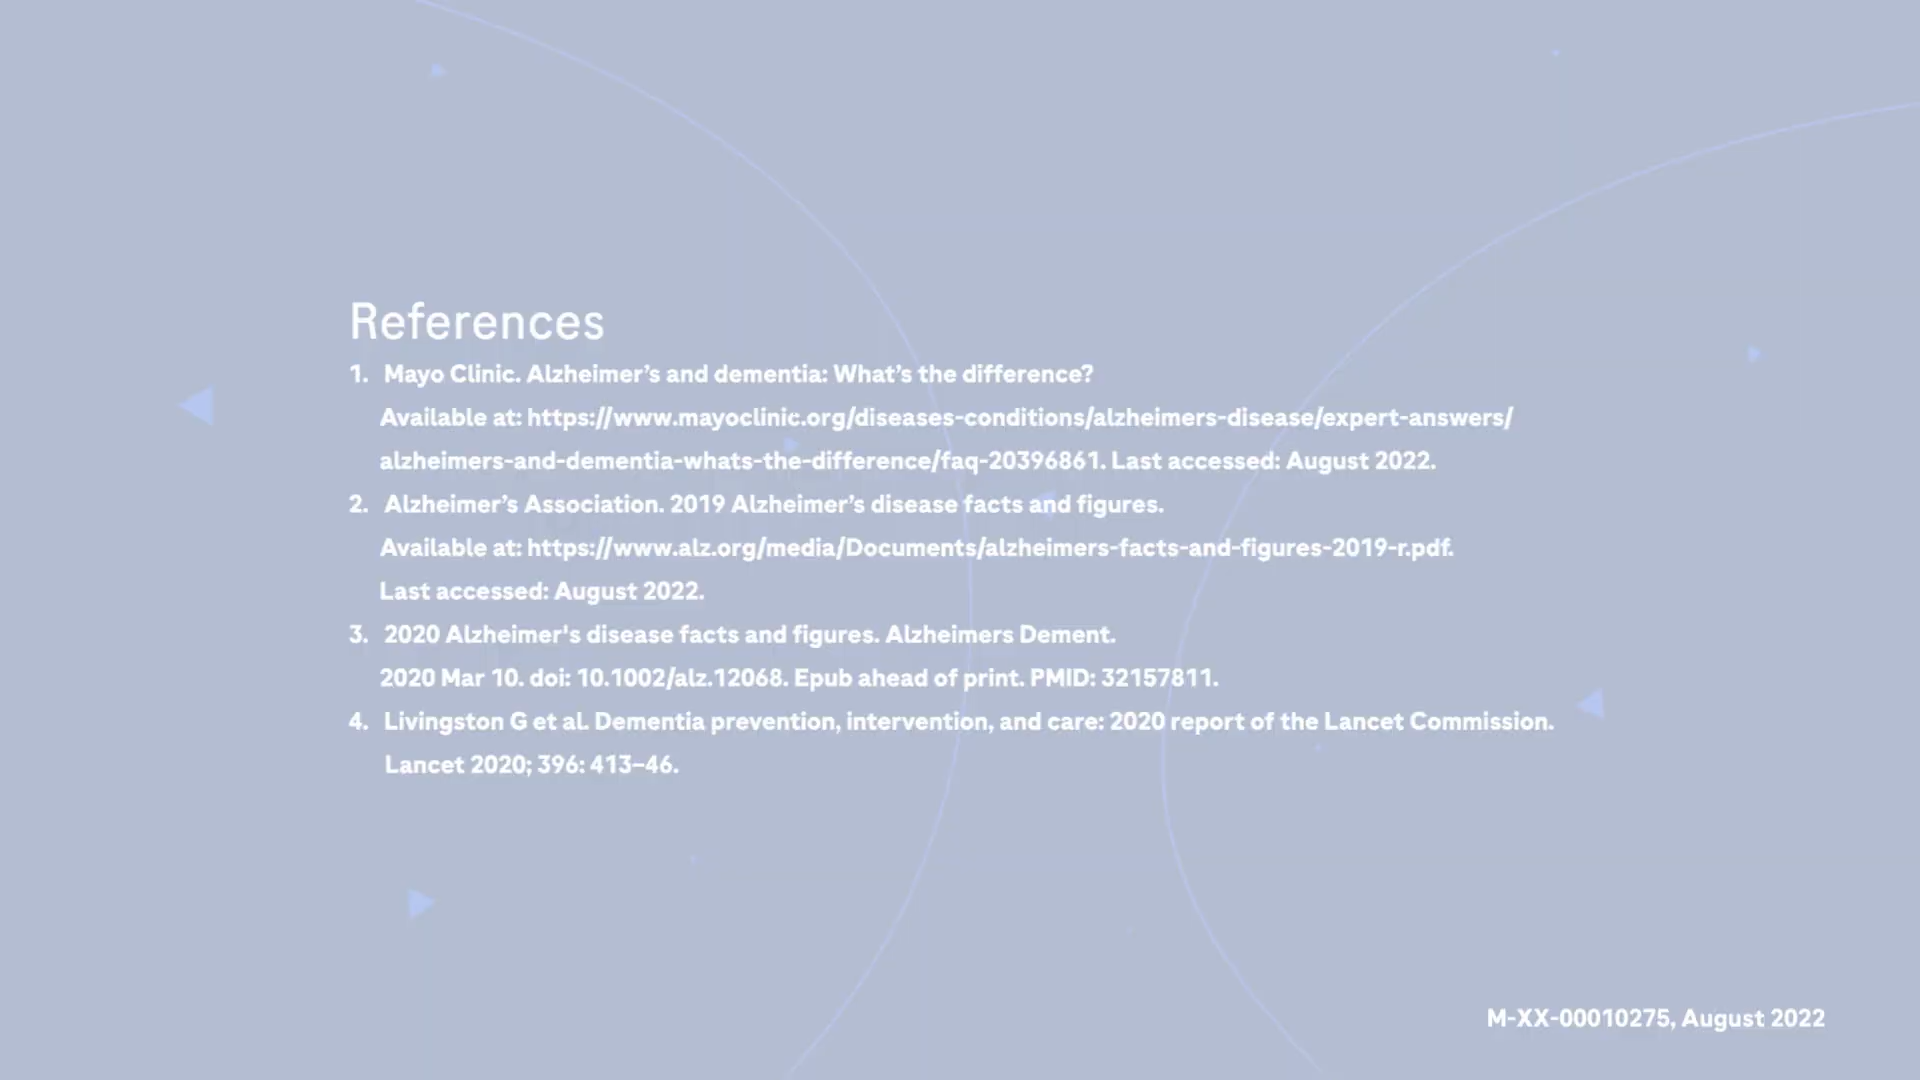 References
1. Mayo Clinic. Alzheimer’s and dementia: What’s the difference?
Available at: https://www.mayoclinic.org/diseases-conditions/alzheimers-disease/expert-answers/
alzheimers-and-dementia-whats-the-difference/faq-20396861. Last accessed: August 2022.
2. Alzheimer’s Association. 2019 Alzheimer’s disease facts and figures.
Available at: https://www.alz.org/media/Documents/alzheimers-facts-and-figures-2019-r.pdf.
Last accessed: August 2022.
3. 2020 Alzheimer's disease facts and figures. Alzheimers Dement.
2020 Mar 10. doi: 10.1002/alz.12068. Epub ahead of print. PMID: 32157811.
4. Livingston G et al. Dementia prevention, intervention, and care: 2020 report of the Lancet Commission.
Lancet 2020; 396: 413–46.
M-XX-00010275, August 2022